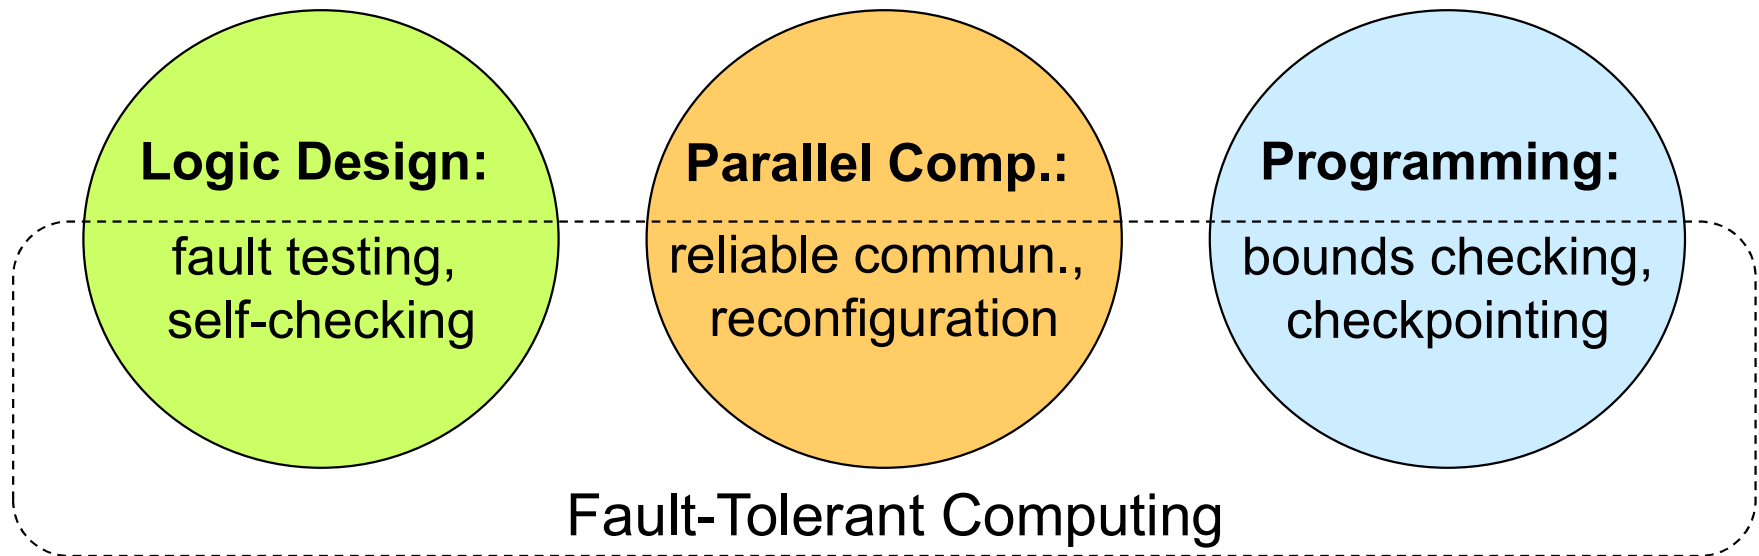 Logic Design:
fault testing,
self-checking
Parallel Comp.:
reliable commun.,
reconfiguration
Programming:
bounds checking,
checkpointing
Fault-Tolerant Computing